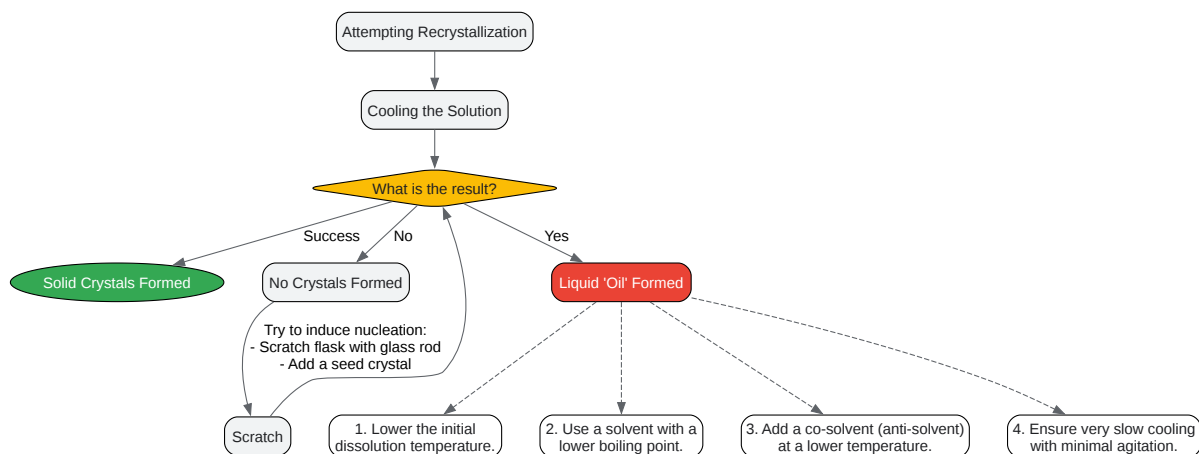 Attempting Recrystallization
Cooling the Solution
What is the result?
Success
No
Yes
Solid Crystals Formed
No Crystals Formed
Liquid 'Oil' Formed
Try to induce nucleation:
- Scratch flask with glass rod
- Add a seed crystal
Scratch
1. Lower the initial
dissolution temperature.
2. Use a solvent with a
lower boiling point.
3. Add a co-solvent (anti-solvent)
at a lower temperature.
4. Ensure very slow cooling
with minimal agitation.